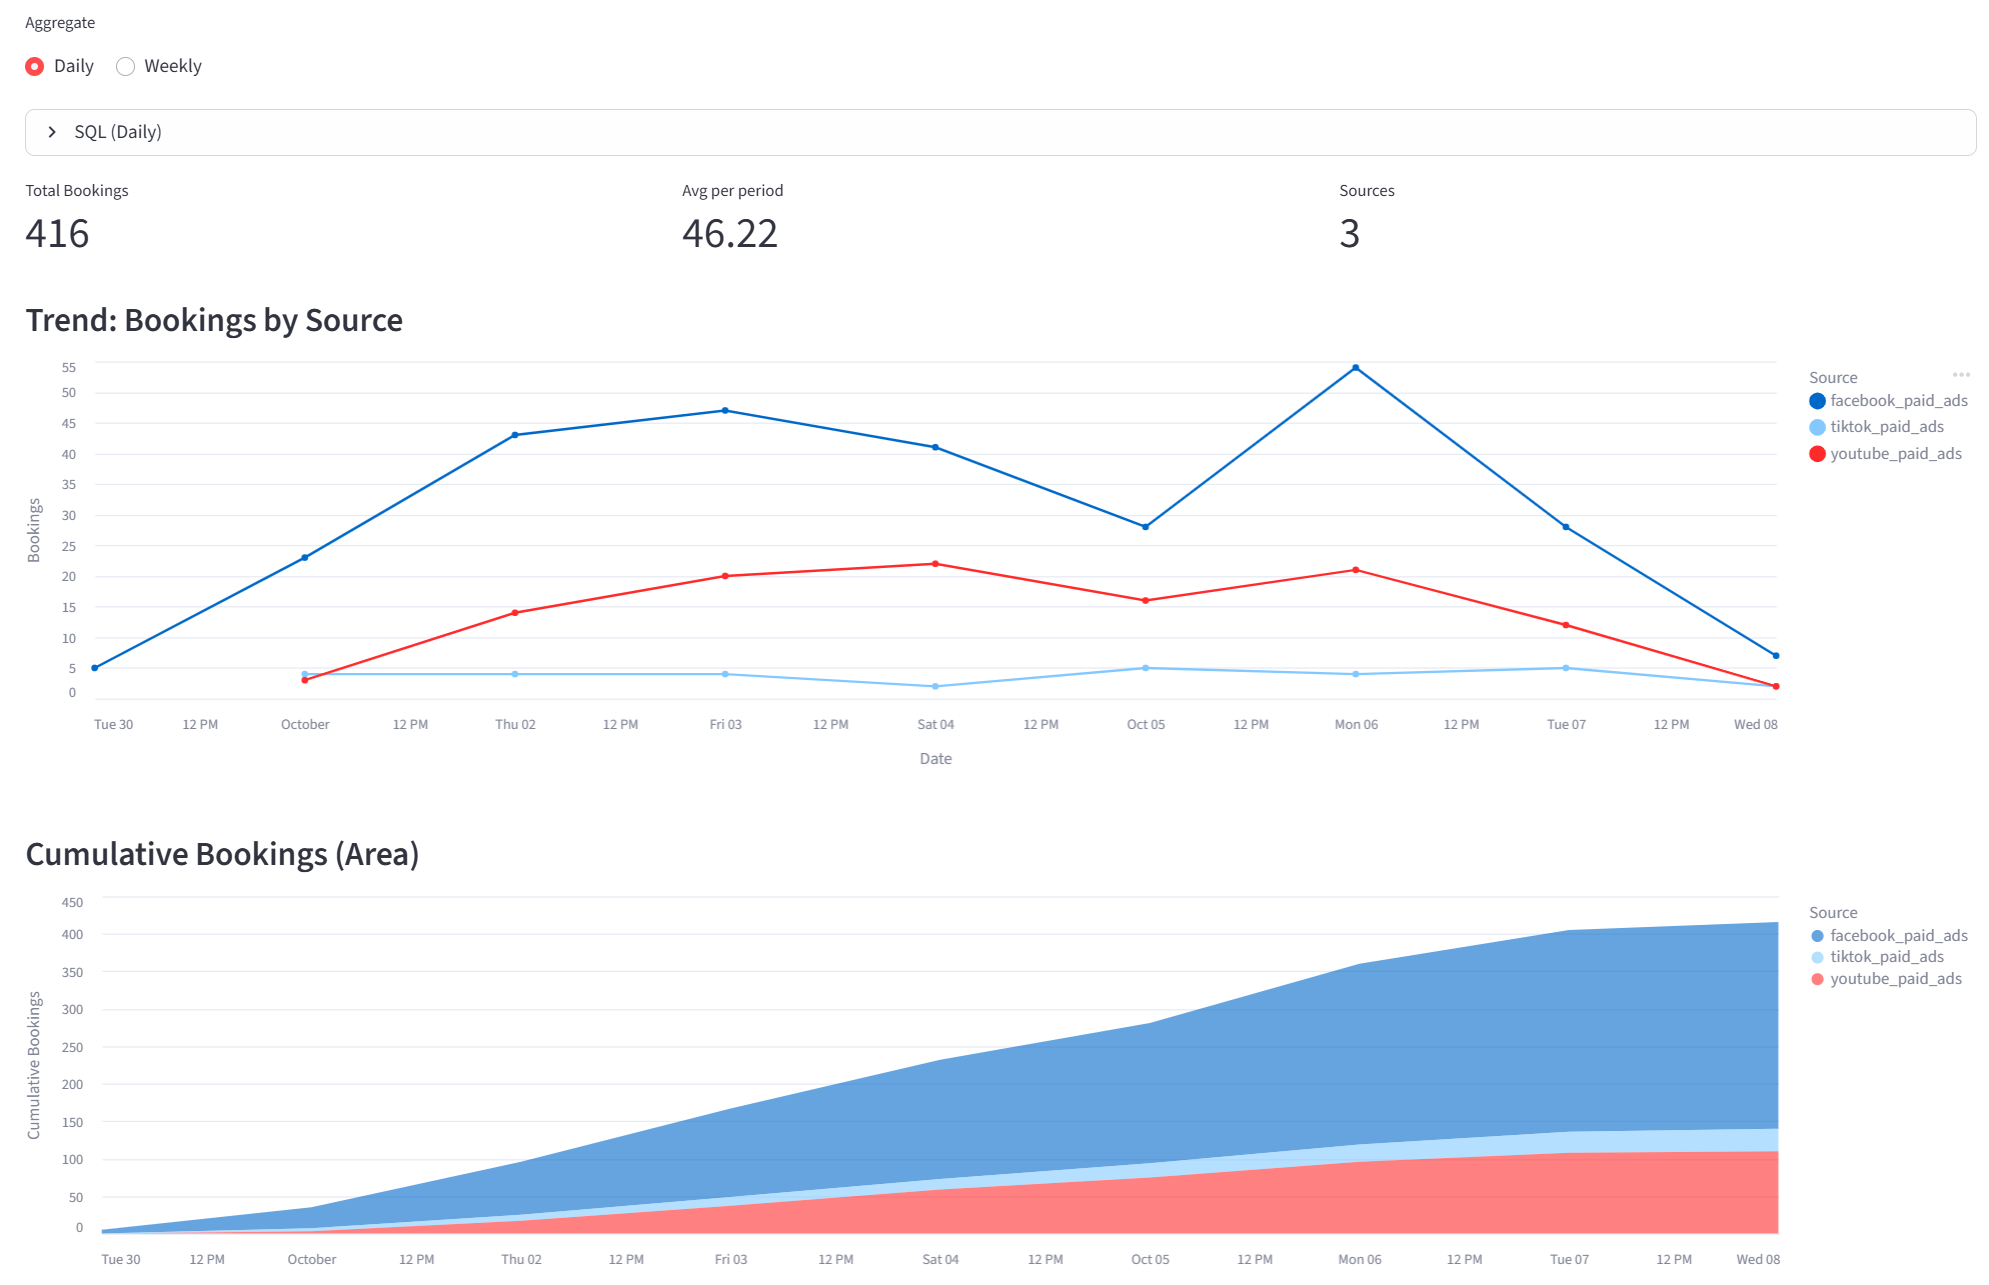 Aggregate
Daily
Weekly
SQL (Daily)
Total Bookings
416
Avg per period
46.22
Sources
3
Trend: Bookings by Source
55
50
45
40
35
30
25
20
15
10
5
0
Bookings
Tue 30 12 PM October 12 PM Thu 02 12 PM Fri 03 12 PM Sat 04 12 PM Oct 05 12 PM Mon 06 12 PM Tue 07 12 PM Wed 08
Date
Source
facebook_paid_ads
tiktok_paid_ads
youtube_paid_ads
Cumulative Bookings (Area)
450
400
350
300
250
200
150
100
50
0
Cumulative Bookings
Tue 30 12 PM October 12 PM Thu 02 12 PM Fri 03 12 PM Sat 04 12 PM Oct 05 12 PM Mon 06 12 PM Tue 07 12 PM Wed 08
Source
facebook_paid_ads
tiktok_paid_ads
youtube_paid_ads